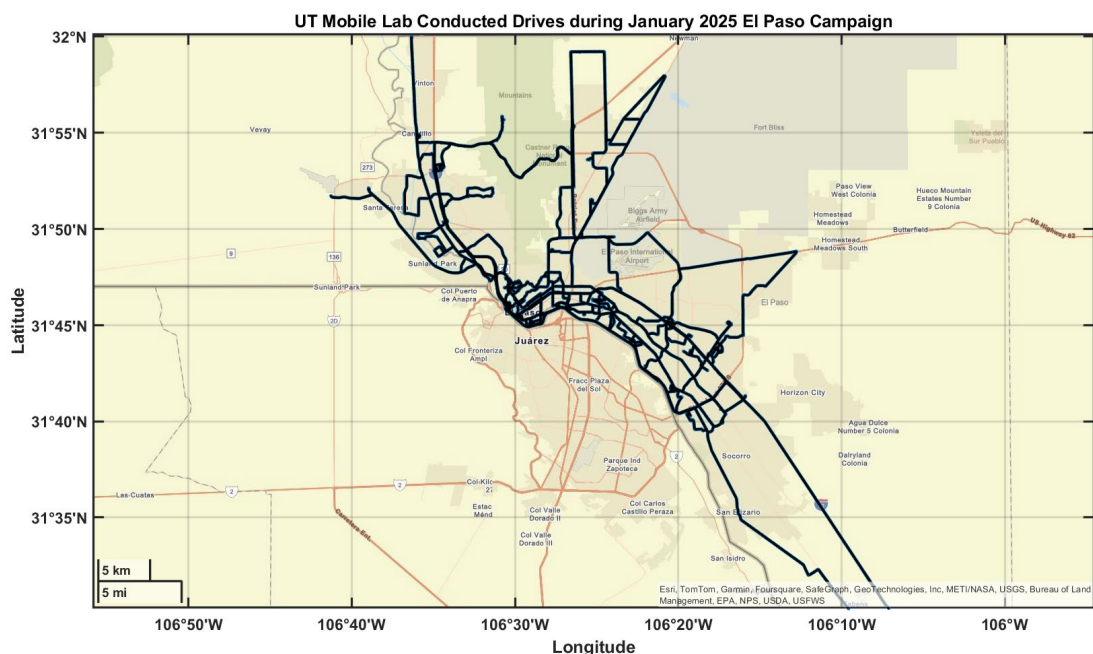 UT Mobile Lab Conducted Drives during January 2025 El Paso Campaign
32°N
31°55'N
31°50'N
31°45'N
31°40'N
31°35'N
Latitude
Newman
Vinton
Mountains
Vevay
Fort Bliss
Ysleta del
Sur Pueblo
273
Paso View
West Colonia
Hueco Mountain
Estates Number
9 Colonia
Santa Teresa
Biggs Army
Airfield
Homestead
Meadows
US Highway 62
Butterfield
Homestead
Meadows South
9
136
Sunland Park
El Paso International
Airport
Sunland Park
Col Puerto
de Anapra
El Paso
20
Juárez
Col Fronteriza
Ampl
Fracc Plaza
del Sol
Horizon City
Agua Dulce
Number 5 Colonia
Dairyland
Colonia
Socorro
Parque Ind
Zapoteca
2
2
2
Las Cuatas
Col Kilo
27
Estac
Ménd
Col Valle
Dorado II
Col Carlos
Castillo Peraza
San Elizario
Carretera Ent.
Col Valle
Dorado III
San Isidro
5 km
5 mi
Esri, TomTom, Garmin, Foursquare, SafeGraph, GeoTechnologies, Inc, METI/NASA, USGS, Bureau of Land
Management, EPA, NPS, USDA, USFWS
106°50'W
106°40'W
106°30'W
106°20'W
106°10'W
106°W
Longitude